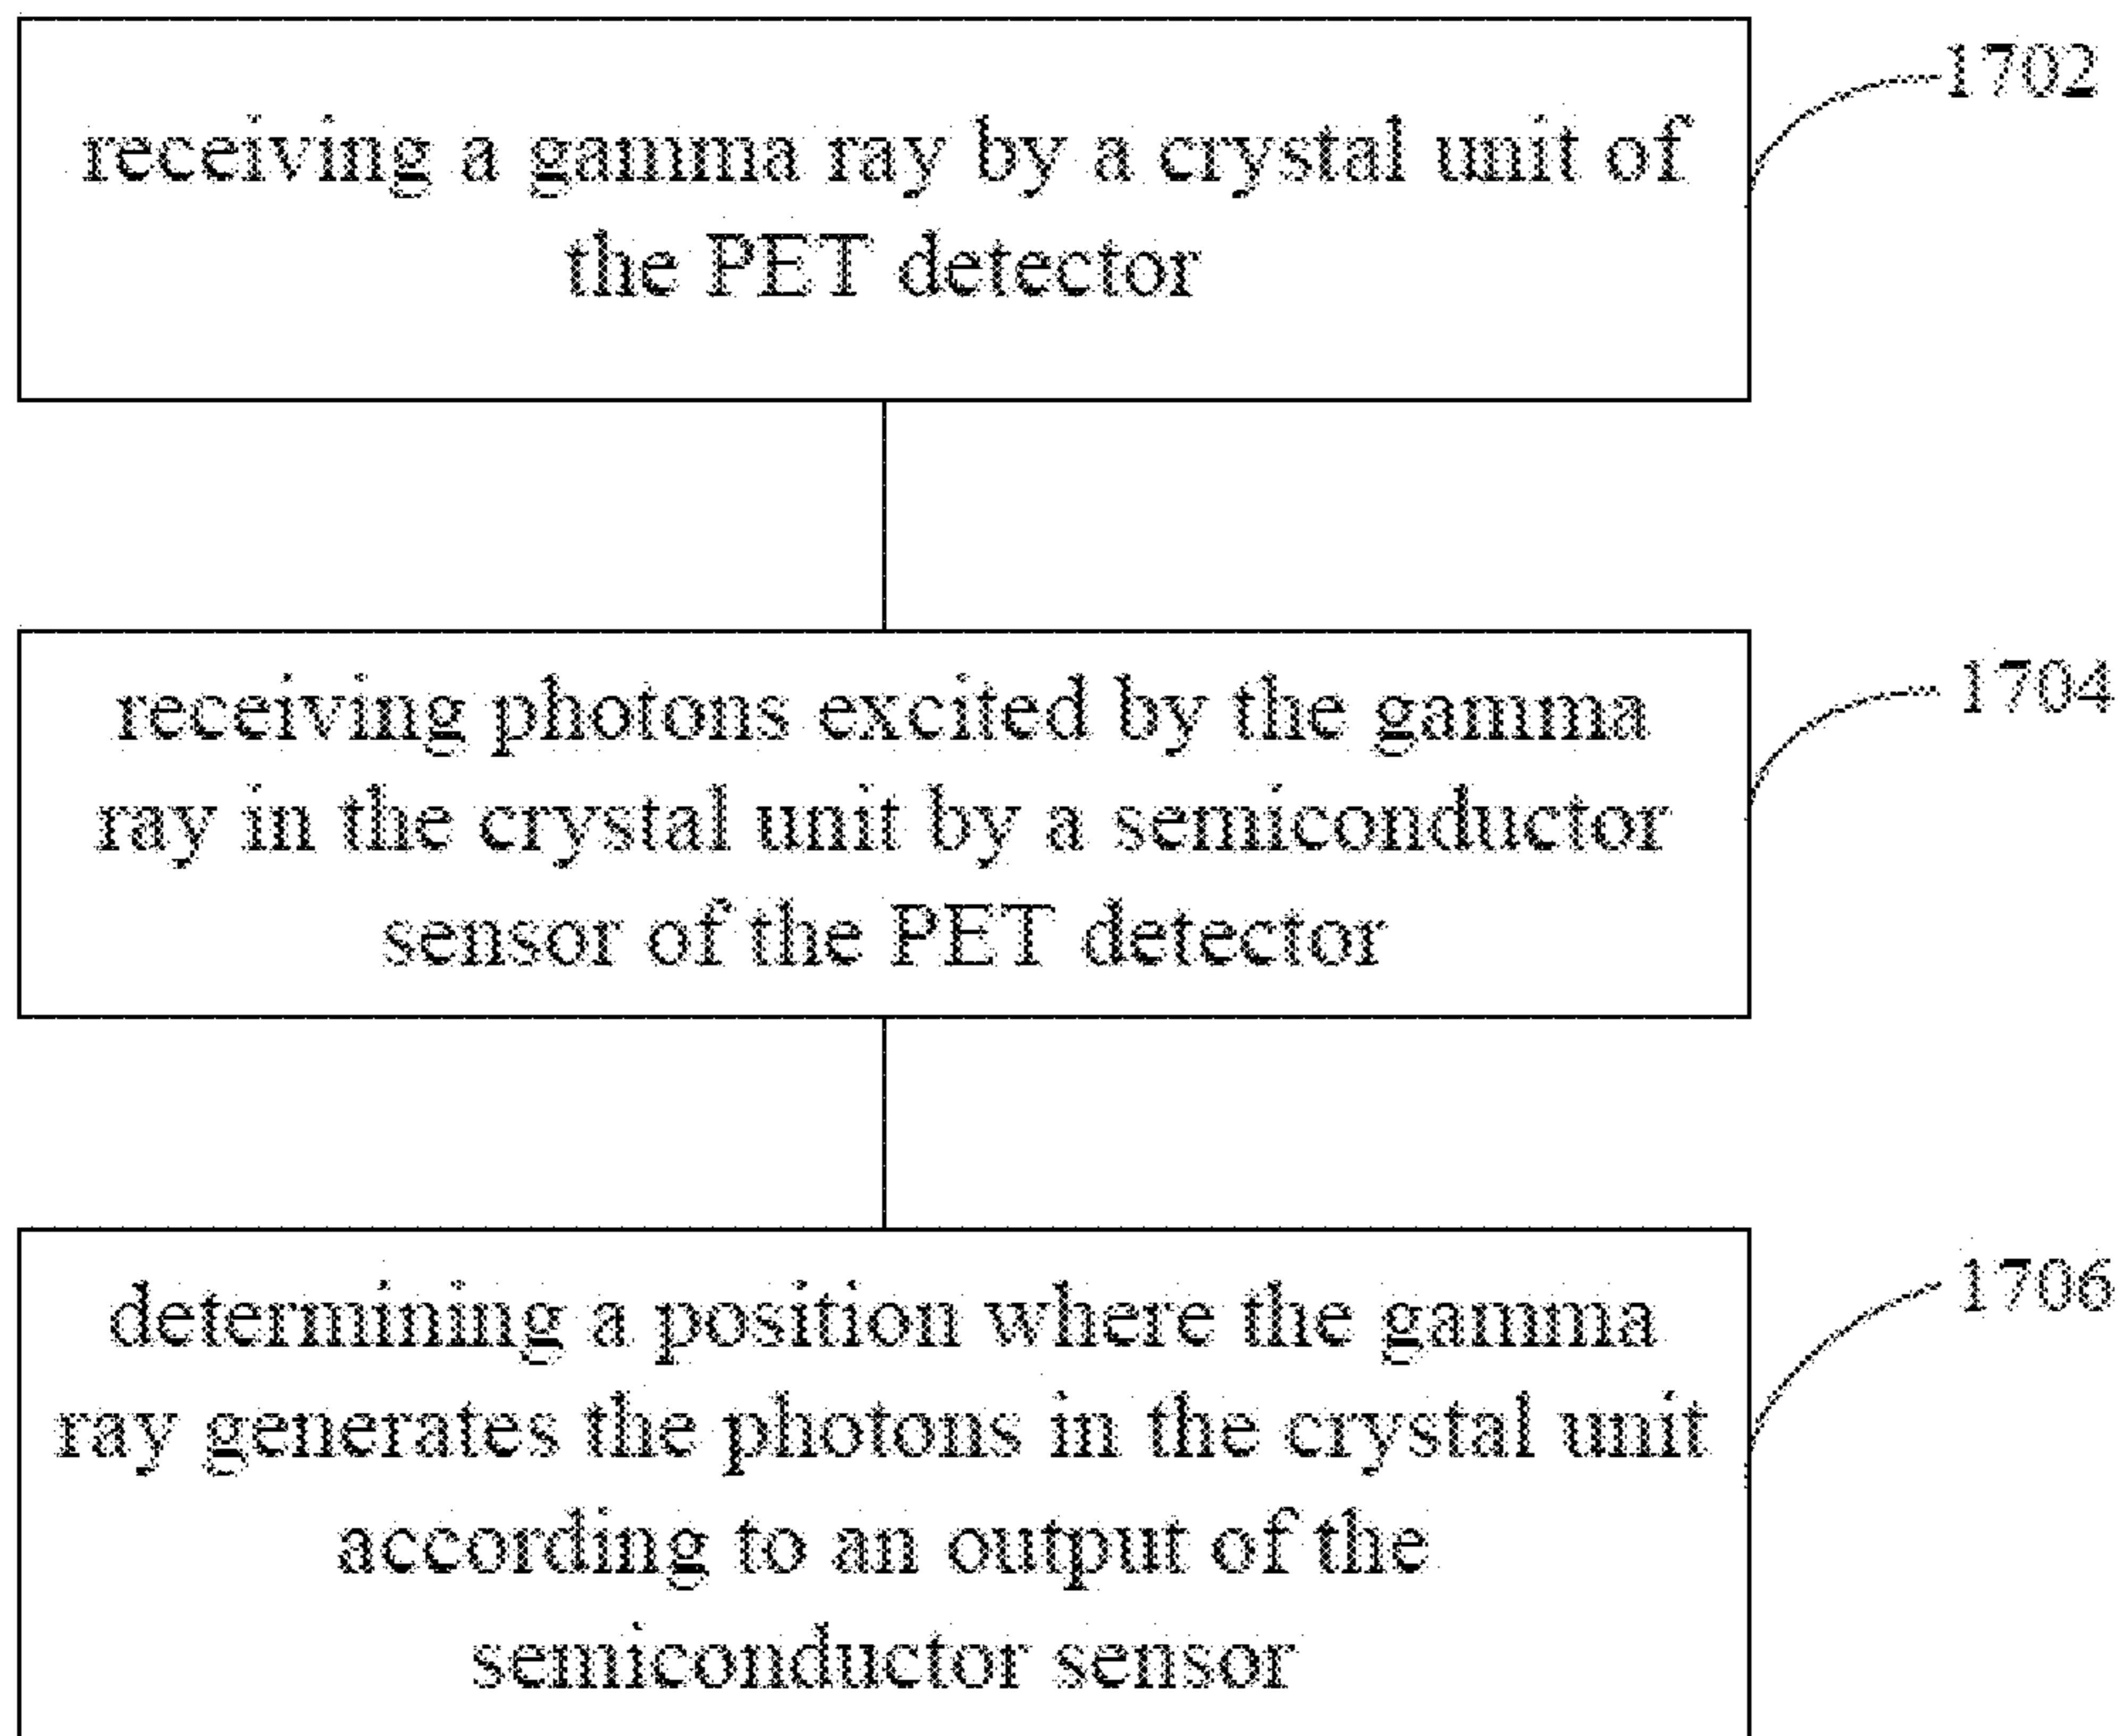 1702
receiving a gamma ray by a crystal unit of
the PET detector
1704
receiving photons excited by the gamma
ray in the crystal unit by a semiconductor
sensor of the PET detector
1706
determining a position where the gamma
ray generates the photons in the crystal unit
according to an output of the
semiconductor sensor